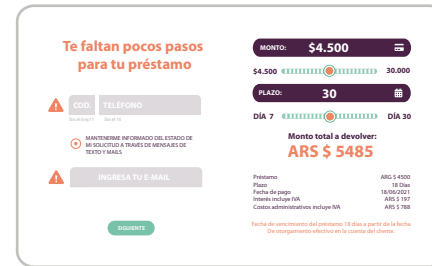 Te faltan pocos pasos
para tu préstamo
COD. TELÉFONO
MANTENERME INFORMADO DEL ESTADO DE
MI SOLICITUD A TRAVÉS DE MENSAJES DE
TEXTO Y MAILS
INGRESA TU E-MAIL
SIGUIENTE
MONTO: $4.500
$4.500 30.000
PLAZO: 30
DÍA 7 DÍA 30
Monto total a devolver:
ARS $ 5485
Préstamo ARG $ 4500
Plazo 18 Días
Fecha de pago 18/06/2021
Interés incluye IVA ARS $ 197
Costos administrativos incluye IVA ARS $ 788
Fecha de vencimiento del préstamo 18 días a partir de la fecha
De otorgamiento efectivo en la cuenta del cliente.